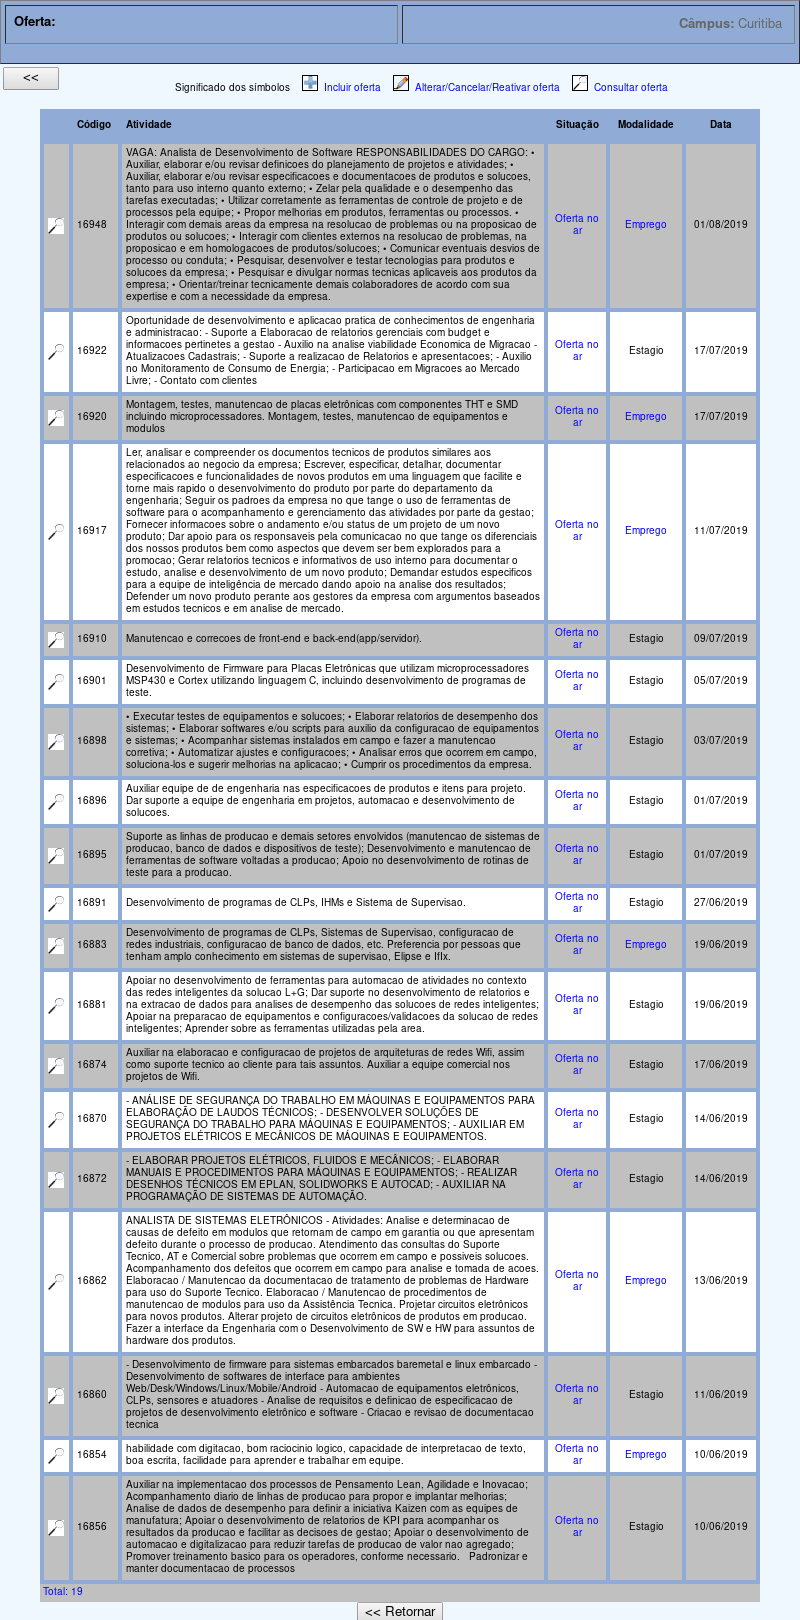 Oferta:
Câmpus: Curitiba
<<
Significado dos símbolos Incluir oferta Alterar/Cancelar/Reativar oferta Consultar oferta
Código Atividade Situação Modalidade Data
VAGA: Analista de Desenvolvimento de Software RESPONSABILIDADES DO CARGO: •
Auxiliar, elaborar e/ou revisar definicoes do planejamento de projetos e atividades; •
Auxiliar, elaborar e/ou revisar especificacoes e documentacoes de produtos e solucoes,
tanto para uso interno quanto externo; • Zelar pela qualidade e o desempenho das
tarefas executadas; • Utilizar corretamente as ferramentas de controle de projeto e de
processos pela equipe; • Propor melhorias em produtos, ferramentas ou processos. •
Interagir com demais areas da empresa na resolucao de problemas ou na proposicao de
produtos ou solucoes; • Interagir com clientes externos na resolucao de problemas, na
proposicao e em homologacoes de produtos/solucoes; • Comunicar eventuais desvios de
processo ou conduta; • Pesquisar, desenvolver e testar tecnologias para produtos e
solucoes da empresa; • Pesquisar e divulgar normas tecnicas aplicaveis aos produtos da
empresa; • Orientar/treinar tecnicamente demais colaboradores de acordo com sua
expertise e com a necessidade da empresa.
16948
Oferta no
ar
Emprego
01/08/2019
Oportunidade de desenvolvimento e aplicacao pratica de conhecimentos de engenharia
e administracao: - Suporte a Elaboracao de relatorios gerenciais com budget e
informacoes pertinetes a gestao - Auxilio na analise viabilidade Economica de Migracao -
Atualizacoes Cadastrais; - Suporte a realizacao de Relatorios e apresentacoes; - Auxilio
no Monitoramento de Consumo de Energia; - Participacao em Migracoes ao Mercado
Livre; - Contato com clientes
16922
Oferta no
ar
Estagio
17/07/2019
Montagem, testes, manutencao de placas eletrônicas com componentes THT e SMD
incluindo microprocessadores. Montagem, testes, manutencao de equipamentos e
modulos
16920
Oferta no
ar
Emprego
17/07/2019
Ler, analisar e compreender os documentos tecnicos de produtos similares aos
relacionados ao negocio da empresa; Escrever, especificar, detalhar, documentar
especificacoes e funcionalidades de novos produtos em uma linguagem que facilite e
torne mais rapido o desenvolvimento do produto por parte do departamento da
engenharia; Seguir os padroes da empresa no que tange o uso de ferramentas de
software para o acompanhamento e gerenciamento das atividades por parte da gestao;
Fornecer informacoes sobre o andamento e/ou status de um projeto de um novo
produto; Dar apoio para os responsaveis pela comunicacao no que tange os diferenciais
dos nossos produtos bem como aspectos que devem ser bem explorados para a
promocao; Gerar relatorios tecnicos e informativos de uso interno para documentar o
estudo, analise e desenvolvimento de um novo produto; Demandar estudos especificos
para a equipe de inteligência de mercado dando apoio na analise dos resultados;
Defender um novo produto perante aos gestores da empresa com argumentos baseados
em estudos tecnicos e em analise de mercado.
16917
Oferta no
ar
Emprego
11/07/2019
16910
Manutencao e correcoes de front-end e back-end(app/servidor).
Oferta no
ar
Estagio
09/07/2019
Desenvolvimento de Firmware para Placas Eletrônicas que utilizam microprocessadores
MSP430 e Cortex utilizando linguagem C, incluindo desenvolvimento de programas de
teste.
16901
Oferta no
ar
Estagio
05/07/2019
• Executar testes de equipamentos e solucoes; • Elaborar relatorios de desempenho dos
sistemas; • Elaborar softwares e/ou scripts para auxilio da configuracao de equipamentos
e sistemas; • Acompanhar sistemas instalados em campo e fazer a manutencao
corretiva; • Automatizar ajustes e configuracoes; • Analisar erros que ocorrem em campo,
soluciona-los e sugerir melhorias na aplicacao; • Cumprir os procedimentos da empresa.
16898
Oferta no
ar
Estagio
03/07/2019
Auxiliar equipe de de engenharia nas especificacoes de produtos e itens para projeto.
Dar suporte a equipe de engenharia em projetos, automacao e desenvolvimento de
solucoes.
16896
Oferta no
ar
Estagio
01/07/2019
Suporte as linhas de producao e demais setores envolvidos (manutencao de sistemas de
producao, banco de dados e dispositivos de teste); Desenvolvimento e manutencao de
ferramentas de software voltadas a producao; Apoio no desenvolvimento de rotinas de
teste para a producao.
16895
Oferta no
ar
Estagio
01/07/2019
16891
Desenvolvimento de programas de CLPs, IHMs e Sistema de Supervisao.
Oferta no
ar
Estagio
27/06/2019
Desenvolvimento de programas de CLPs, Sistemas de Supervisao, configuracao de
redes industriais, configuracao de banco de dados, etc. Preferencia por pessoas que
tenham amplo conhecimento em sistemas de supervisao, Elipse e IfIx.
16883
Oferta no
ar
Emprego
19/06/2019
Apoiar no desenvolvimento de ferramentas para automacao de atividades no contexto
das redes inteligentes da solucao L+G; Dar suporte no desenvolvimento de relatorios e
na extracao de dados para analises de desempenho das solucoes de redes inteligentes;
Apoiar na preparacao de equipamentos e configuracoes/validacoes da solucao de redes
inteligentes; Aprender sobre as ferramentas utilizadas pela area.
16881
Oferta no
ar
Estagio
19/06/2019
Auxiliar na elaboracao e configuracao de projetos de arquiteturas de redes Wifi, assim
como suporte tecnico ao cliente para tais assuntos. Auxiliar a equipe comercial nos
projetos de Wifi.
16874
Oferta no
ar
Estagio
17/06/2019
- ANÁLISE DE SEGURANÇA DO TRABALHO EM MÁQUINAS E EQUIPAMENTOS PARA
ELABORAÇÃO DE LAUDOS TÉCNICOS; - DESENVOLVER SOLUÇÕES DE
SEGURANÇA DO TRABALHO PARA MÁQUINAS E EQUIPAMENTOS; - AUXILIAR EM
PROJETOS ELÉTRICOS E MECÂNICOS DE MÁQUINAS E EQUIPAMENTOS.
16870
Oferta no
ar
Estagio
14/06/2019
- ELABORAR PROJETOS ELÉTRICOS, FLUIDOS E MECÂNICOS; - ELABORAR
MANUAIS E PROCEDIMENTOS PARA MÁQUINAS E EQUIPAMENTOS; - REALIZAR
DESENHOS TÉCNICOS EM EPLAN, SOLIDWORKS E AUTOCAD; - AUXILIAR NA
PROGRAMAÇÃO DE SISTEMAS DE AUTOMAÇÃO.
16872
Oferta no
ar
Estagio
14/06/2019
ANALISTA DE SISTEMAS ELETRÔNICOS - Atividades: Analise e determinacao de
causas de defeito em modulos que retornam de campo em garantia ou que apresentam
defeito durante o processo de producao. Atendimento das consultas do Suporte
Tecnico, AT e Comercial sobre problemas que ocorrem em campo e possiveis solucoes.
Acompanhamento dos defeitos que ocorrem em campo para analise e tomada de acoes.
Elaboracao / Manutencao da documentacao de tratamento de problemas de Hardware
para uso do Suporte Tecnico. Elaboracao / Manutencao de procedimentos de
manutencao de modulos para uso da Assistência Tecnica. Projetar circuitos eletrônicos
para novos produtos. Alterar projeto de circuitos eletrônicos de produtos em producao.
Fazer a interface da Engenharia com o Desenvolvimento de SW e HW para assuntos de
hardware dos produtos.
16862
Oferta no
ar
Emprego
13/06/2019
- Desenvolvimento de firmware para sistemas embarcados baremetal e linux embarcado -
Desenvolvimento de softwares de interface para ambientes
Web/Desk/Windows/Linux/Mobile/Android - Automacao de equipamentos eletrônicos,
CLPs, sensores e atuadores - Analise de requisitos e definicao de especificacao de
projetos de desenvolvimento eletrônico e software - Criacao e revisao de documentacao
tecnica
16860
Oferta no
ar
Estagio
11/06/2019
habilidade com digitacao, bom raciocinio logico, capacidade de interpretacao de texto,
boa escrita, facilidade para aprender e trabalhar em equipe.
16854
Oferta no
ar
Emprego
10/06/2019
Auxiliar na implementacao dos processos de Pensamento Lean, Agilidade e Inovacao;
Acompanhamento diario de linhas de producao para propor e implantar melhorias;
Analise de dados de desempenho para definir a iniciativa Kaizen com as equipes de
manufatura; Apoiar o desenvolvimento de relatorios de KPI para acompanhar os
resultados da producao e facilitar as decisoes de gestao; Apoiar o desenvolvimento de
automacao e digitalizacao para reduzir tarefas de producao de valor nao agregado;
Promover treinamento basico para os operadores, conforme necessario. Padronizar e
manter documentacao de processos
16856
Oferta no
ar
Estagio
10/06/2019
Total: 19
<< Retornar